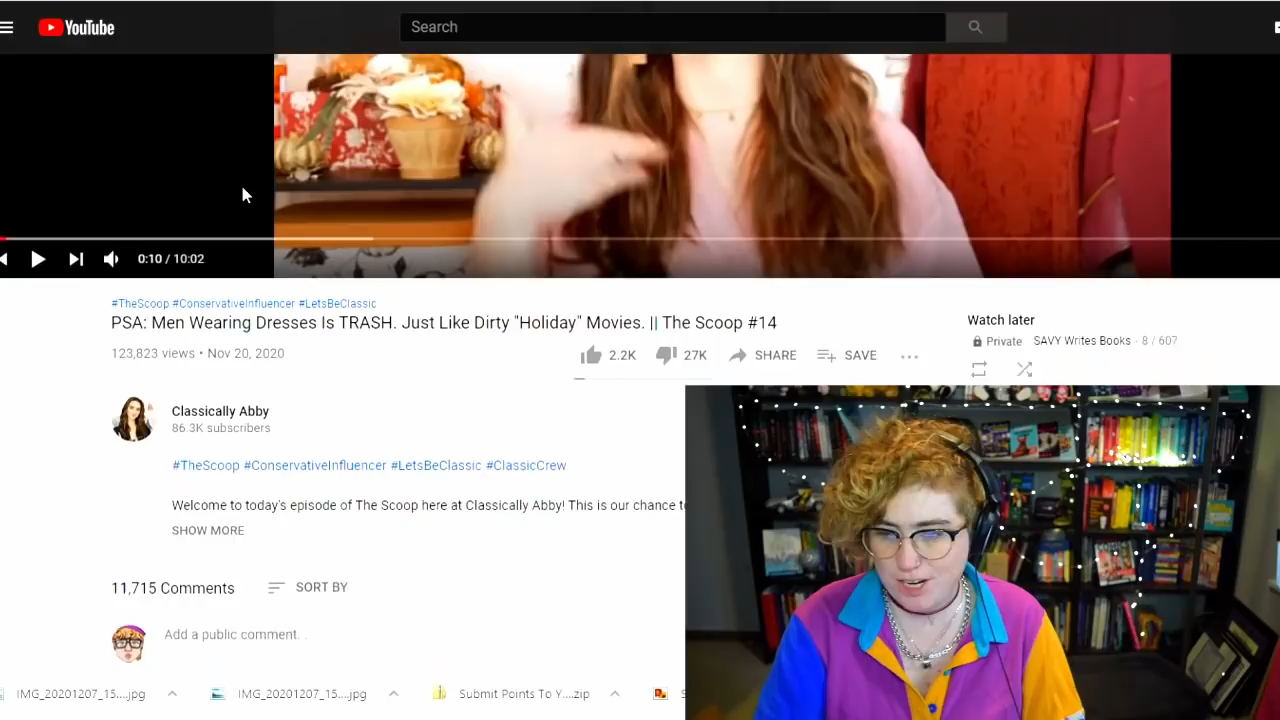 YouTube
Search
0:10 / 10:02
#TheScoop #ConservativeInfluencer #LetsBeClassic
PSA: Men Wearing Dresses Is TRASH. Just Like Dirty "Holiday" Movies. || The Scoop #14
123,823 views • Nov 20, 2020
2.2K
27K
SHARE
SAVE
Watch later
Private SAVY Writes Books · 8 / 607
Classically Abby
86.3K subscribers
#TheScoop #ConservativeInfluencer #LetsBeClassic #ClassicCrew
Welcome to today's episode of The Scoop here at Classically Abby! This is our chance to
SHOW MORE
11,715 Comments
SORT BY
Add a public comment. .
IMG_20201207_15....jpg
IMG_20201207_15....jpg
Submit Points To Y....zip